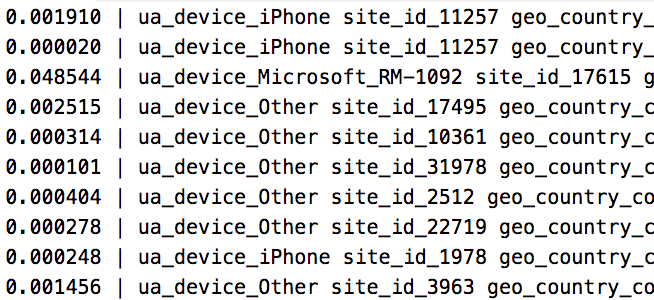 0.001910 | ua_device_iPhone site_id_11257 geo_country_
0.000020 | ua_device_iPhone site_id_11257 geo_country_
0.048544 | ua_device_Microsoft_RM-1092 site_id_17615 g
0.002515 | ua_device_Other site_id_17495 geo_country_c
0.000314 | ua_device_Other site_id_10361 geo_country_c
0.000101 | ua_device_Other site_id_31978 geo_country_c
0.000404 | ua_device_Other site_id_2512 geo_country_co
0.000278 | ua_device_Other site_id_22719 geo_country_c
0.000248 | ua_device_iPhone site_id_1978 geo_country_c
0.001456 | ua_device_Other site_id_3963 geo_country_co